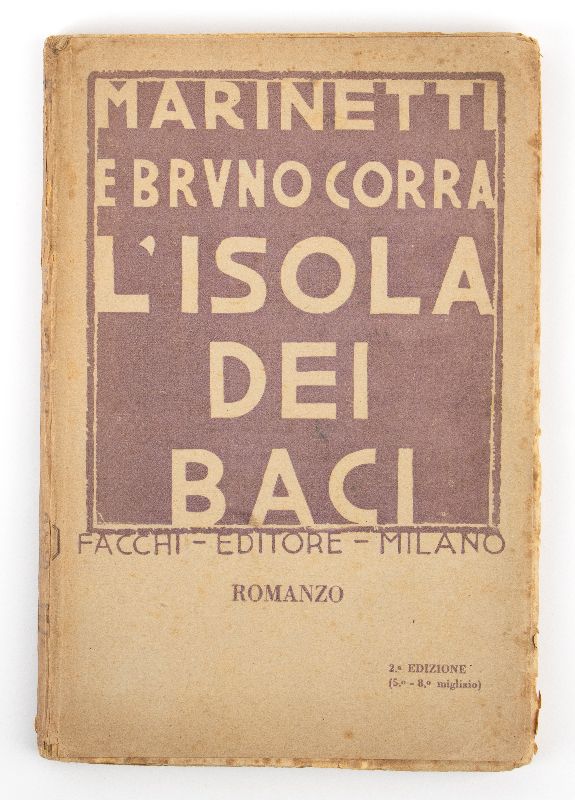 MARINETTI
E BRVNO CORRA
L'ISOLA
DEI
BACI
FACCHI - EDITORE - MILANO
ROMANZO
2.ª EDIZIONE
(5.º - 8.º migliaio)